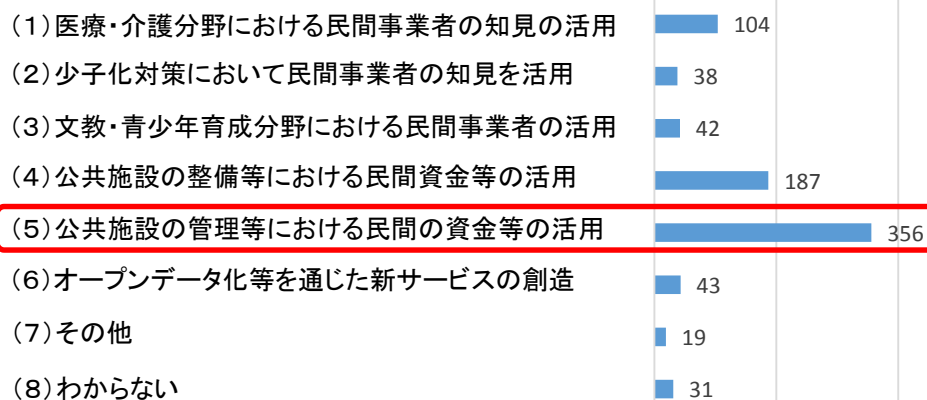 (1)医療・介護分野における民間事業者の知見の活用 104
(2)少子化対策において民間事業者の知見を活用 38
(3)文教・青少年育成分野における民間事業者の活用 42
(4)公共施設の整備等における民間資金等の活用 187
(5)公共施設の管理等における民間の資金等の活用 356
(6)オープンデータ化等を通じた新サービスの創造 43
(7)その他 19
(8)わからない 31